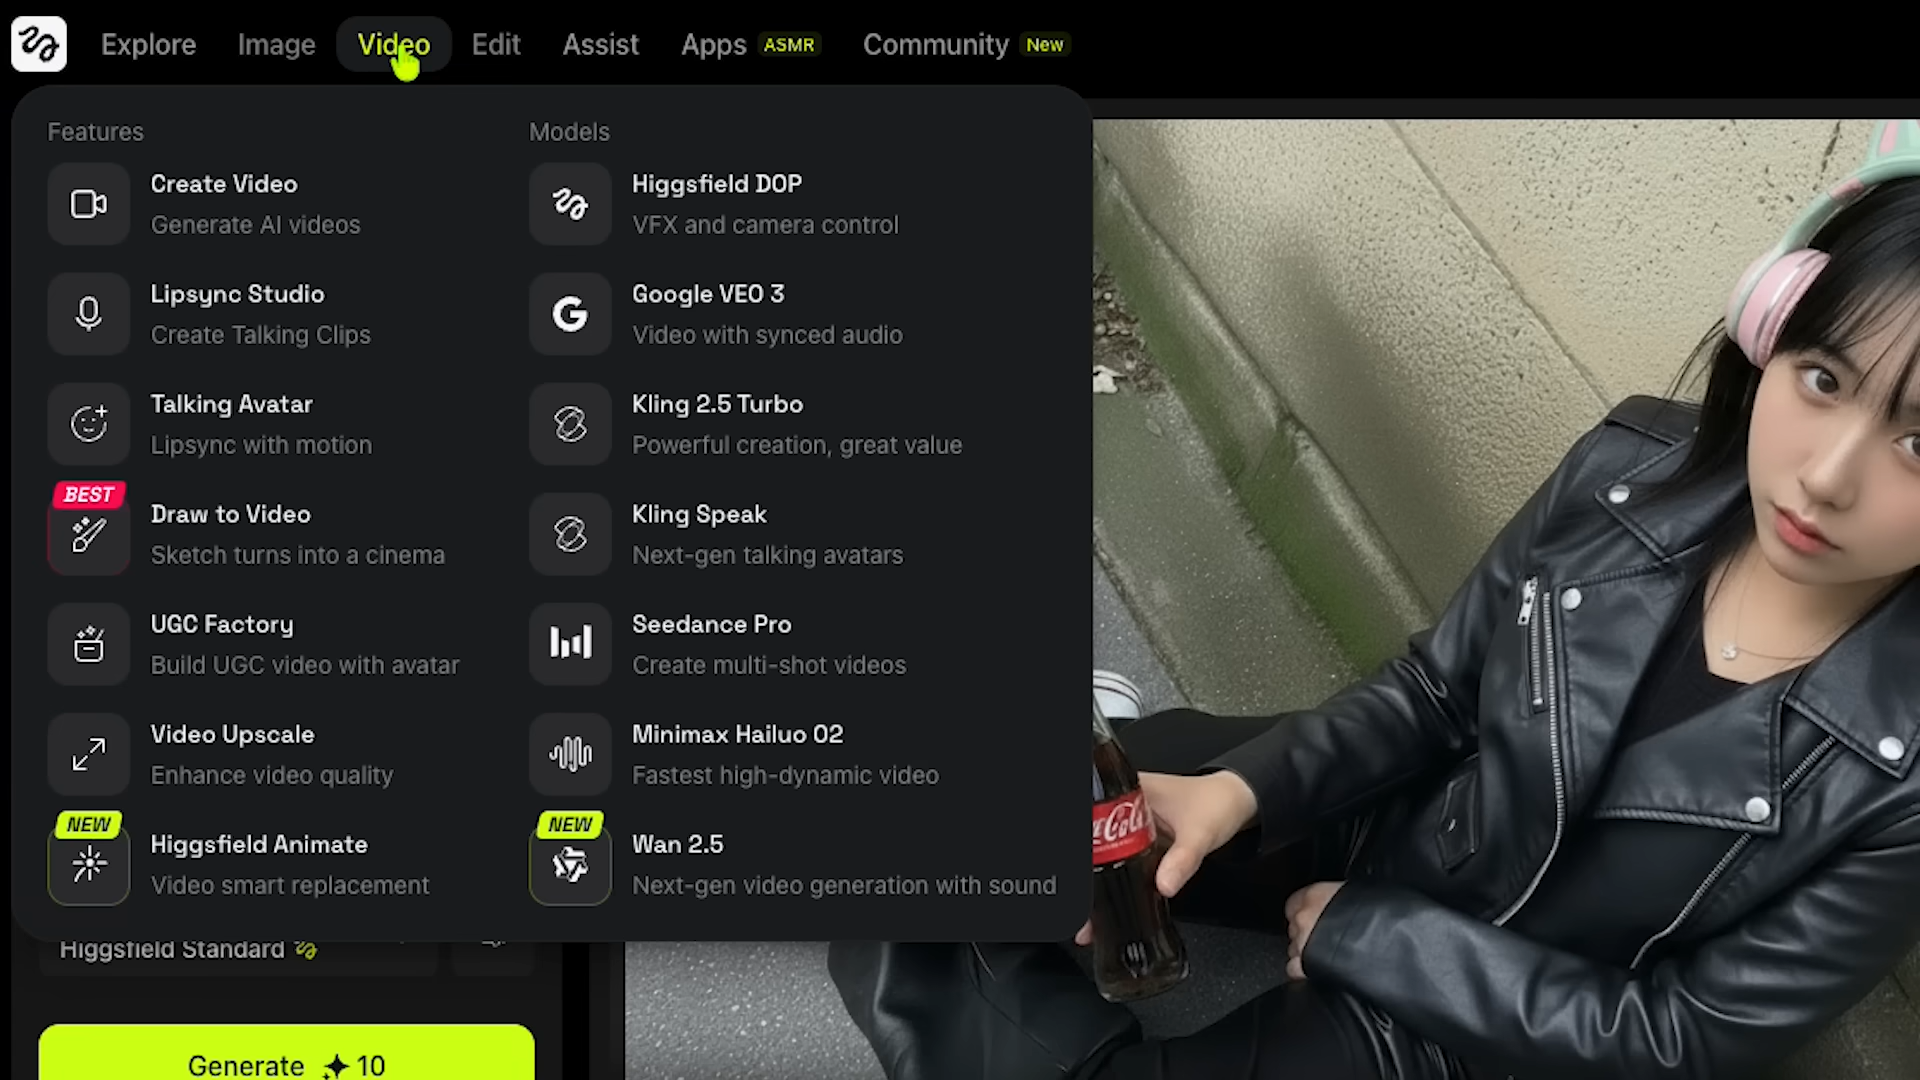 Explore
Image
Video
Edit
Assist
Apps ASMR
Community New
Features
Create Video
Generate AI videos
Lipsync Studio
Create Talking Clips
Talking Avatar
Lipsync with motion
BEST
Draw to Video
Sketch turns into a cinema
UGC Factory
Build UGC video with avatar
Video Upscale
Enhance video quality
NEW
Higgsfield Animate
Video smart replacement
Models
Higgsfield DOP
VFX and camera control
Google VEO 3
Video with synced audio
Kling 2.5 Turbo
Powerful creation, great value
Kling Speak
Next-gen talking avatars
Seedance Pro
Create multi-shot videos
Minimax Hailuo 02
Fastest high-dynamic video
NEW
Wan 2.5
Next-gen video generation with sound
Higgsfield Standard
Generate 10